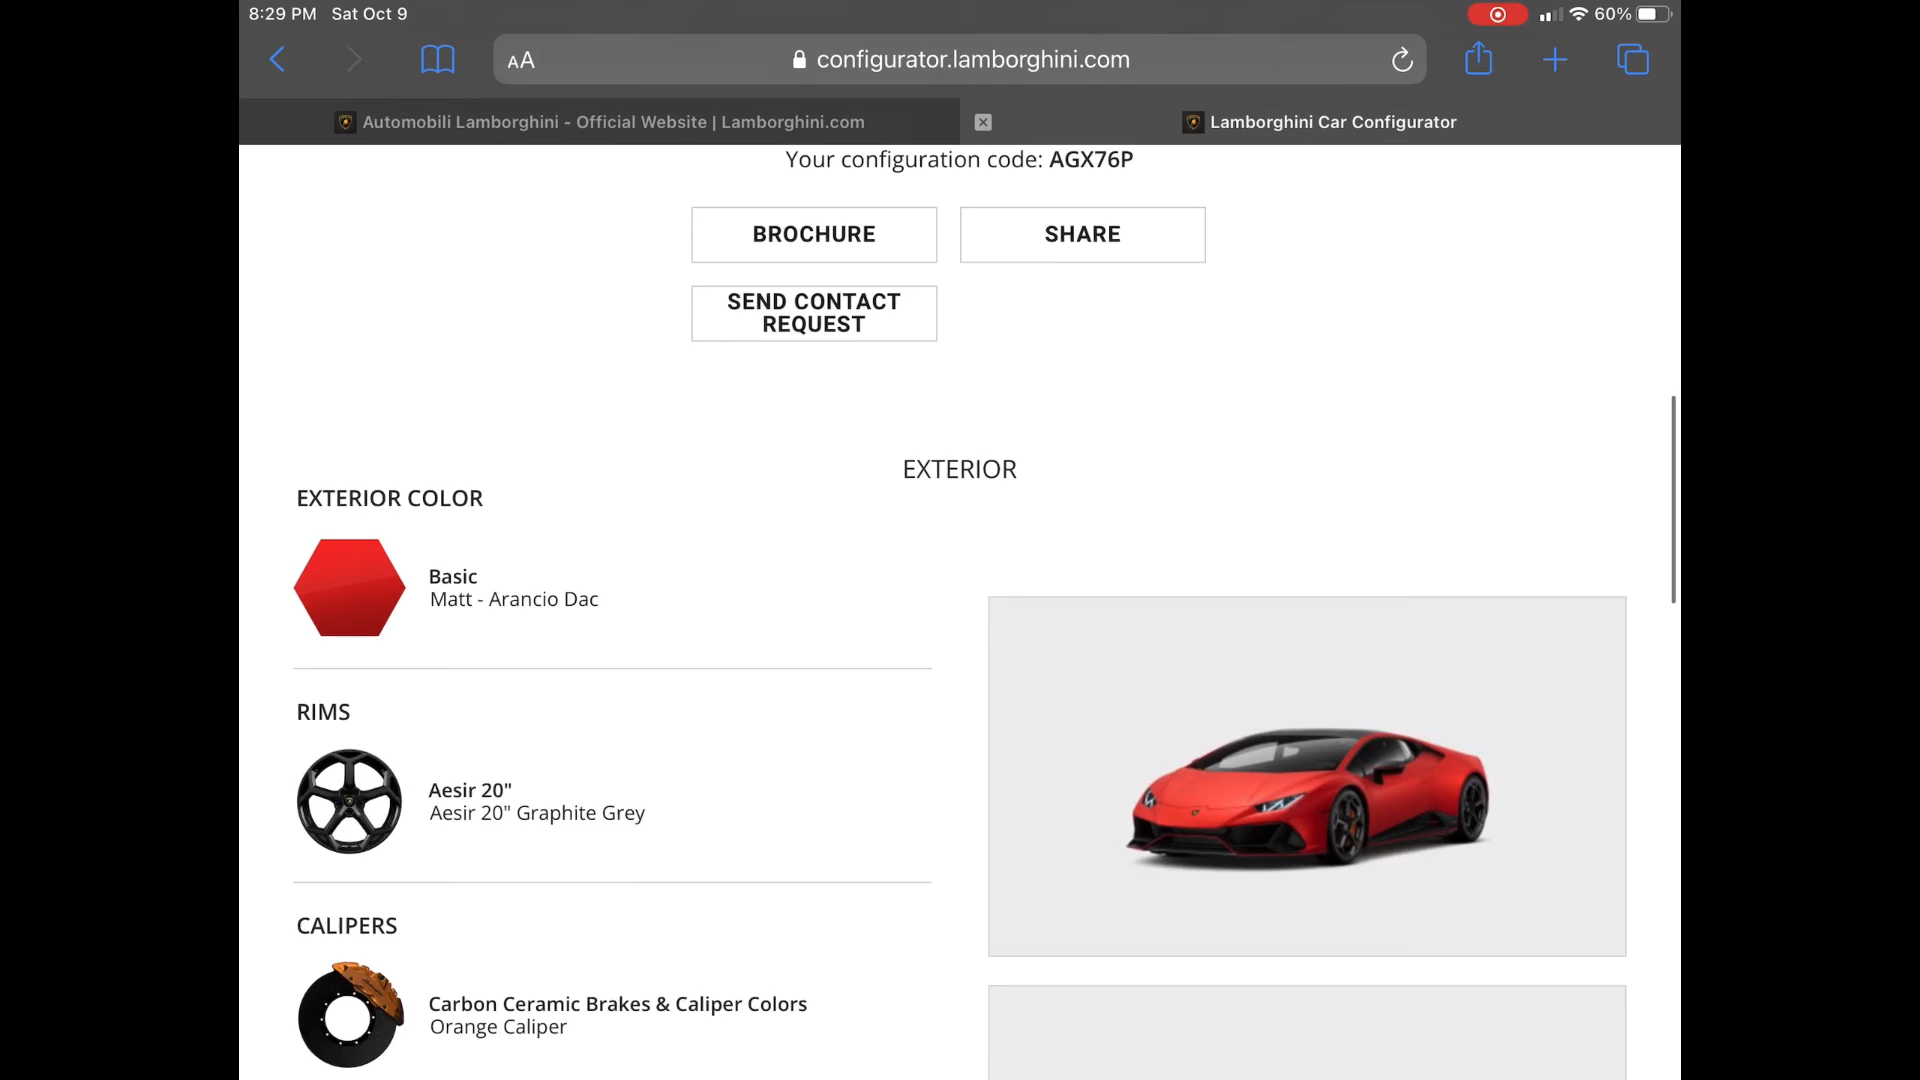 8:29 PM Sat Oct 9
60%
AA
configurator.lamborghini.com
Automobili Lamborghini - Official Website | Lamborghini.com
Lamborghini Car Configurator
Your configuration code: AGX76P
BROCHURE
SHARE
SEND CONTACT
REQUEST
EXTERIOR
EXTERIOR COLOR
Basic
Matt - Arancio Dac
RIMS
Aesir 20"
Aesir 20" Graphite Grey
CALIPERS
Carbon Ceramic Brakes & Caliper Colors
Orange Caliper